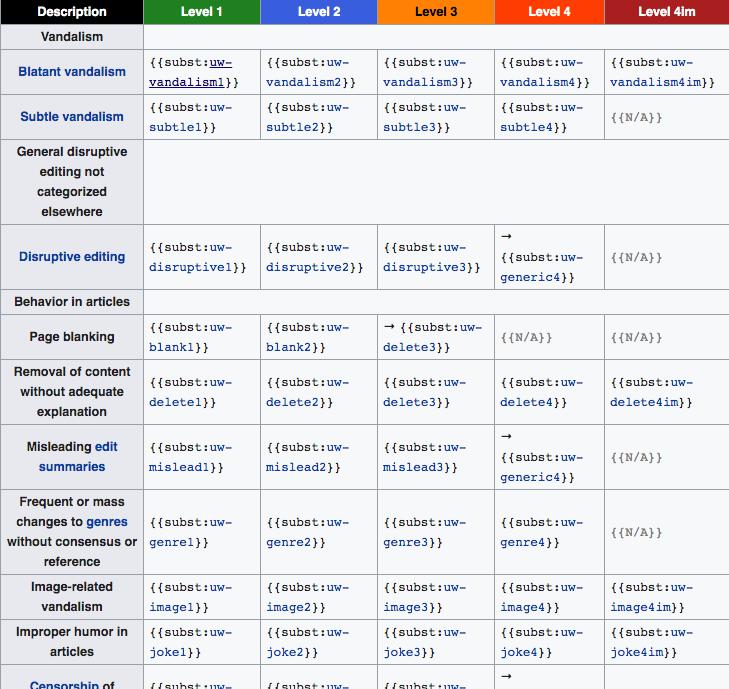 Description Level 1 Level 2 Level 3 Level 4 Level 4im
Vandalism
Blatant vandalism {{subst:uw-vandalism1}} {{subst:uw-vandalism2}} {{subst:uw-vandalism3}} {{subst:uw-vandalism4}} {{subst:uw-vandalism4im}}
Subtle vandalism {{subst:uw-subtle1}} {{subst:uw-subtle2}} {{subst:uw-subtle3}} {{subst:uw-subtle4}} {{N/A}}
General disruptive editing not categorized elsewhere
Disruptive editing {{subst:uw-disruptive1}} {{subst:uw-disruptive2}} {{subst:uw-disruptive3}} → {{subst:uw-generic4}} {{N/A}}
Behavior in articles
Page blanking {{subst:uw-blank1}} {{subst:uw-blank2}} → {{subst:uw-delete3}} {{N/A}} {{N/A}}
Removal of content without adequate explanation {{subst:uw-delete1}} {{subst:uw-delete2}} {{subst:uw-delete3}} {{subst:uw-delete4}} {{subst:uw-delete4im}}
Misleading edit summaries {{subst:uw-mislead1}} {{subst:uw-mislead2}} {{subst:uw-mislead3}} → {{subst:uw-generic4}} {{N/A}}
Frequent or mass changes to genres without consensus or reference {{subst:uw-genre1}} {{subst:uw-genre2}} {{subst:uw-genre3}} {{subst:uw-genre4}} {{N/A}}
Image-related vandalism {{subst:uw-image1}} {{subst:uw-image2}} {{subst:uw-image3}} {{subst:uw-image4}} {{subst:uw-image4im}}
Improper humor in articles {{subst:uw-joke1}} {{subst:uw-joke2}} {{subst:uw-joke3}} {{subst:uw-joke4}} {{subst:uw-joke4im}}
Censorship of {{subst:uw- {{subst:uw- {{subst:uw- →